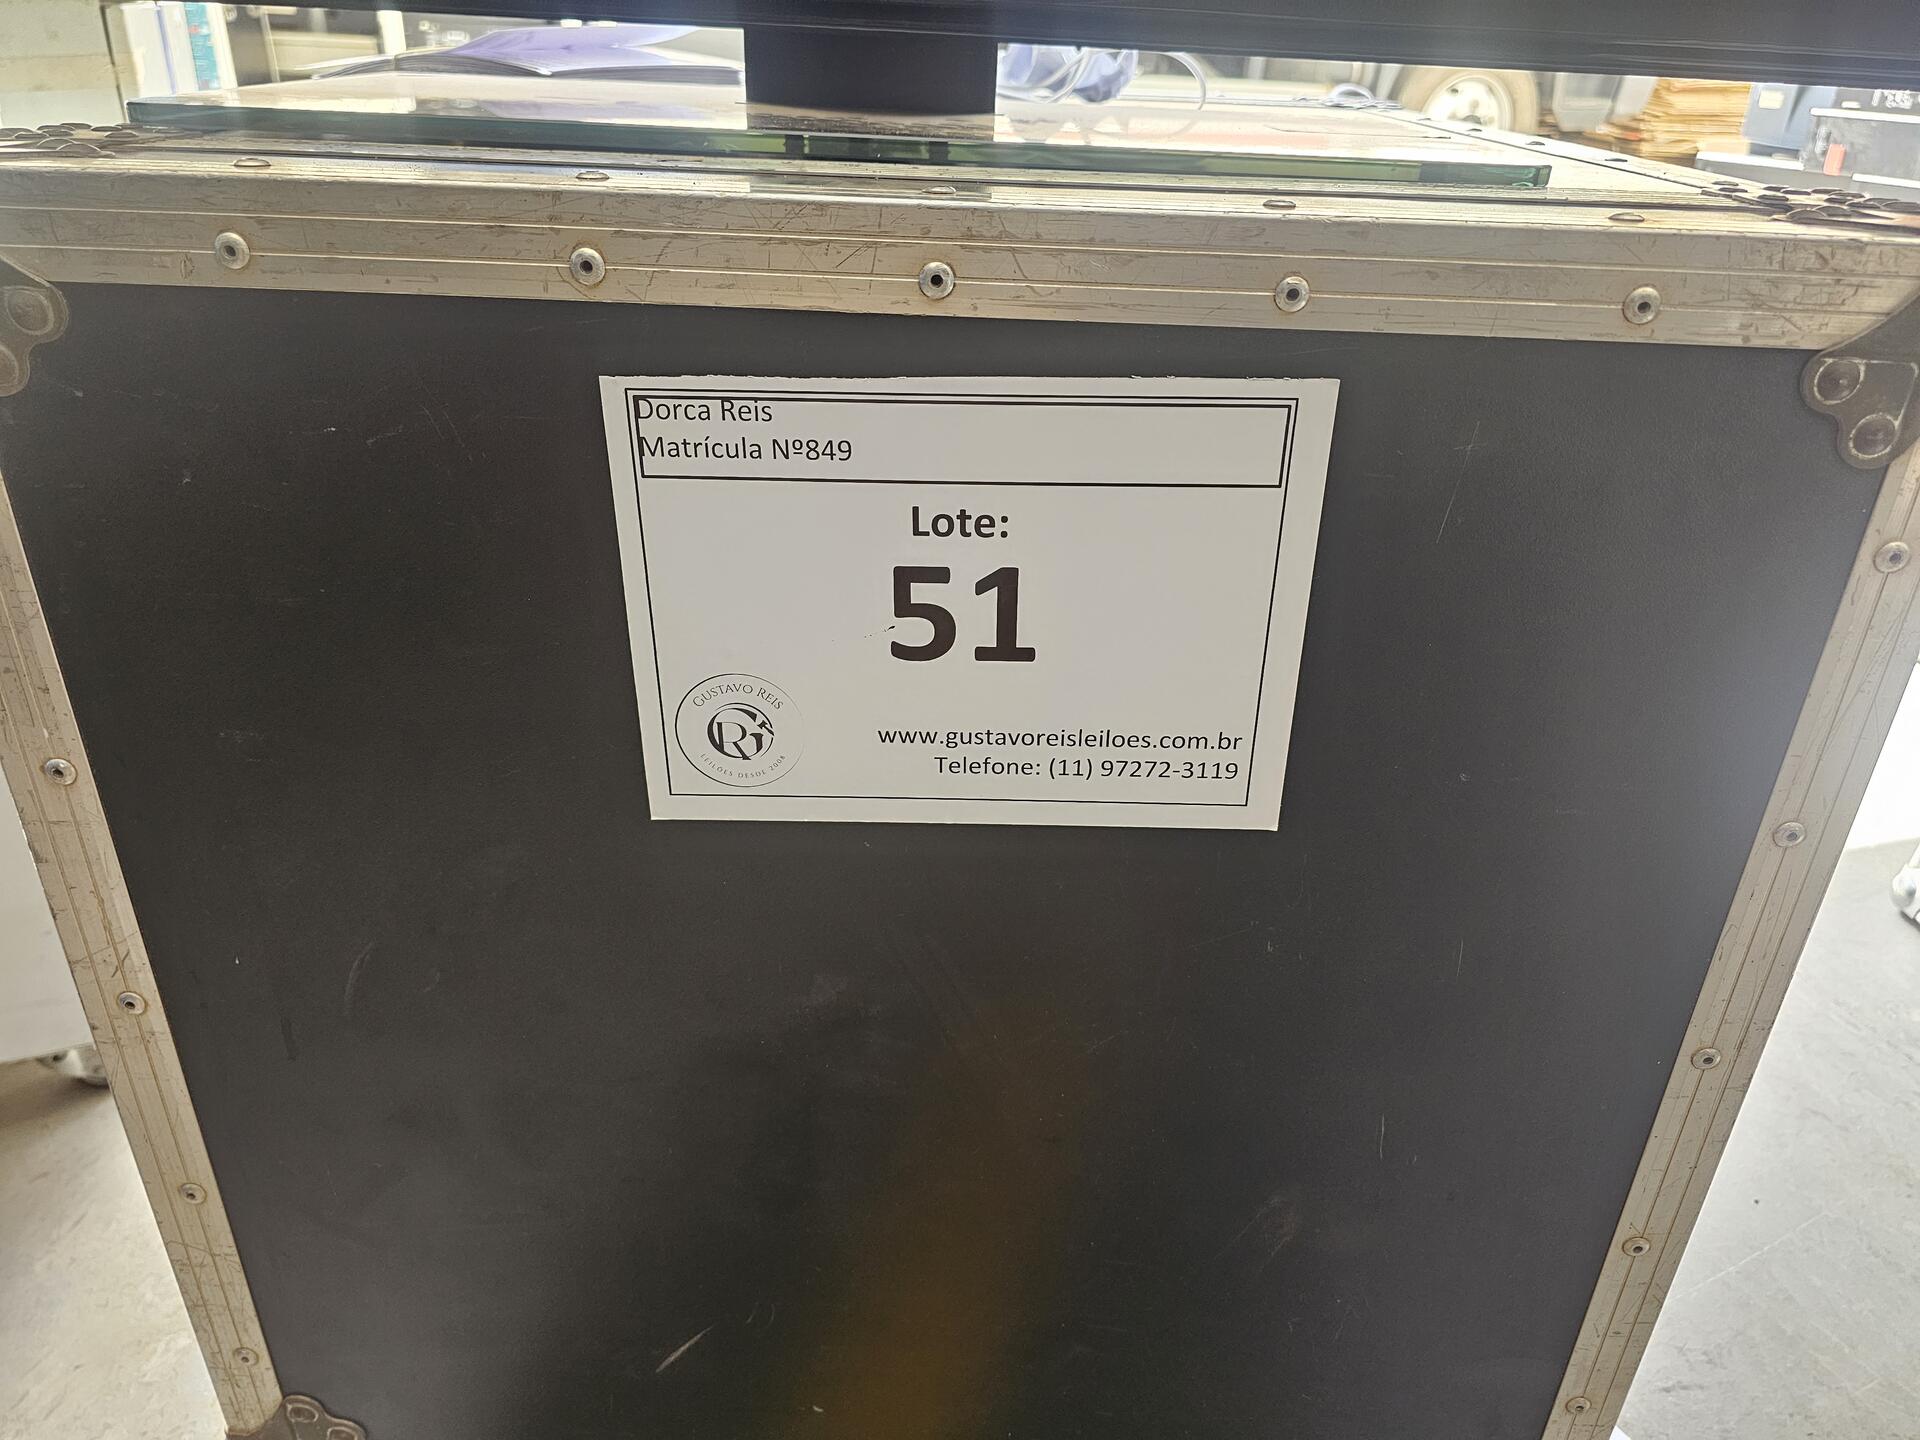 Dorca Reis
Matrícula Nº849
Lote:
51
GUSTAVO REIS
GR
LEILÕES DESDE 2008
www.gustavoreisleiloes.com.br
Telefone: (11) 97272-3119